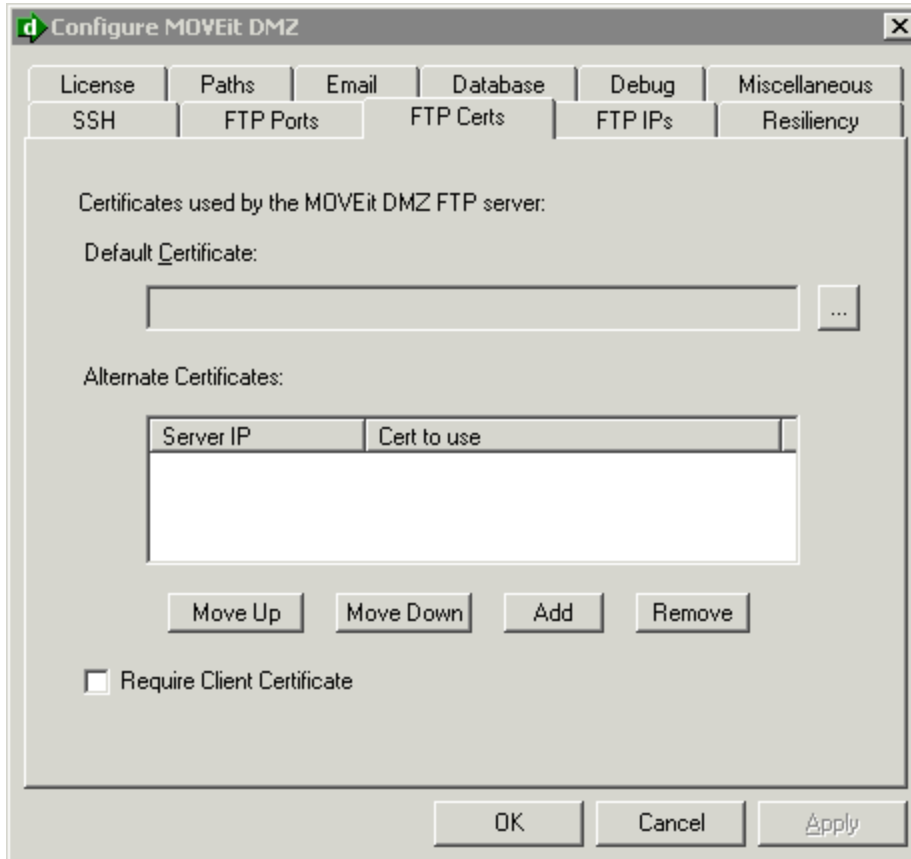 d Configure MOVEit DMZ
License Paths Email Database Debug Miscellaneous
SSH FTP Ports FTP Certs FTP IPs Resiliency
Certificates used by the MOVEit DMZ FTP server:
Default Certificate:
...
Alternate Certificates:
Server IP Cert to use
Move Up Move Down Add Remove
Require Client Certificate
OK Cancel Apply